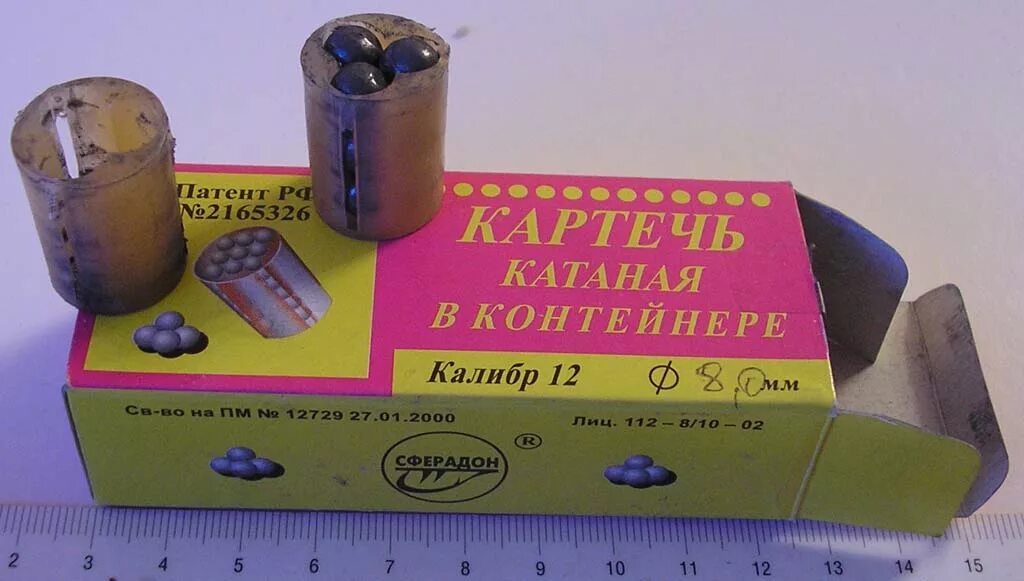 Патент РФ
№2165326
КАРТЕЧЬ
КАТАНАЯ
В КОНТЕЙНЕРЕ
Калибр 12 Ф 8,0 мм
Св-во на ПМ № 12729 27.01.2000
Лиц. 112 – 8/10 – 02
СФЕРАДОН ®
2 3 4 5 6 7 8 9 10 11 12 13 14 15